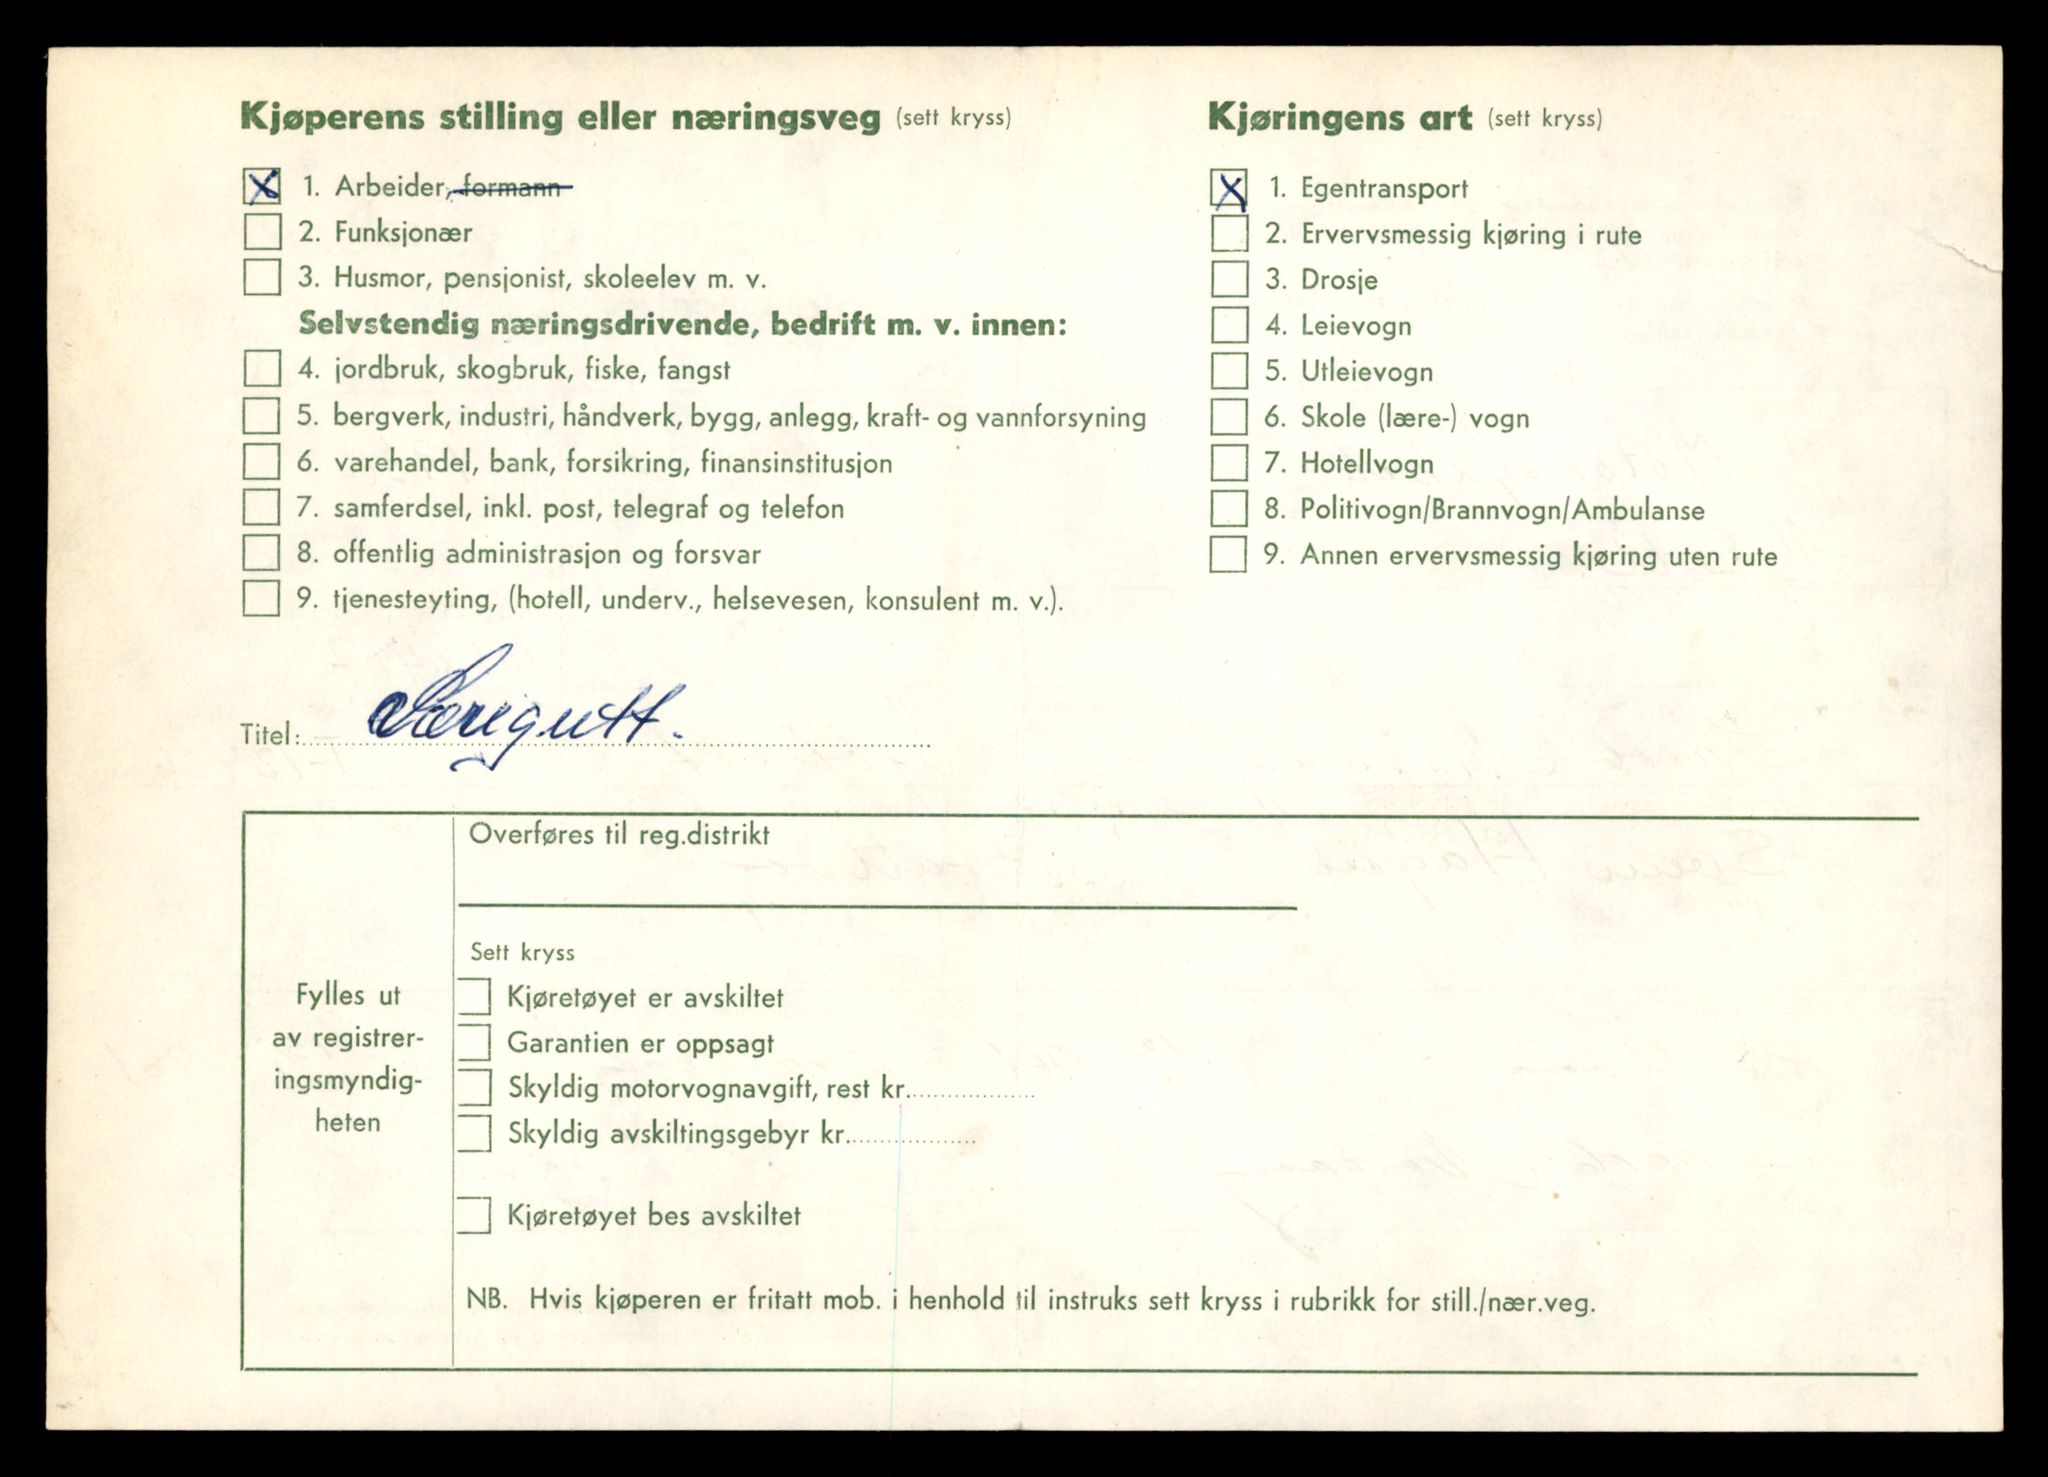 Kjøperens stilling eller næringsveg (sett kryss)
X 1. Arbeider, formann
2. Funksjonær
3. Husmor, pensjonist, skoleelev m. v.
Selvstendig næringsdrivende, bedrift m. v. innen:
4. jordbruk, skogbruk, fiske, fangst
5. bergverk, industri, håndverk, bygg, anlegg, kraft- og vannforsyning
6. varehandel, bank, forsikring, finansinstitusjon
7. samferdsel, inkl. post, telegraf og telefon
8. offentlig administrasjon og forsvar
9. tjenesteyting, (hotell, underv., helsevesen, konsulent m. v.).
Kjøringens art (sett kryss)
X 1. Egentransport
2. Ervervsmessig kjøring i rute
3. Drosje
4. Leievogn
5. Utleievogn
6. Skole (lære-) vogn
7. Hotellvogn
8. Politivogn/Brannvogn/Ambulanse
9. Annen ervervsmessig kjøring uten rute
Titel: Læregutt.
Fylles ut
av registrer-
ingsmyndig-
heten
Overføres til reg.distrikt
Sett kryss
Kjøretøyet er avskiltet
Garantien er oppsagt
Skyldig motorvognavgift, rest kr.
Skyldig avskiltingsgebyr kr.
Kjøretøyet bes avskiltet
NB. Hvis kjøperen er fritatt mob. i henhold til instruks sett kryss i rubrikk for still./nær.veg.